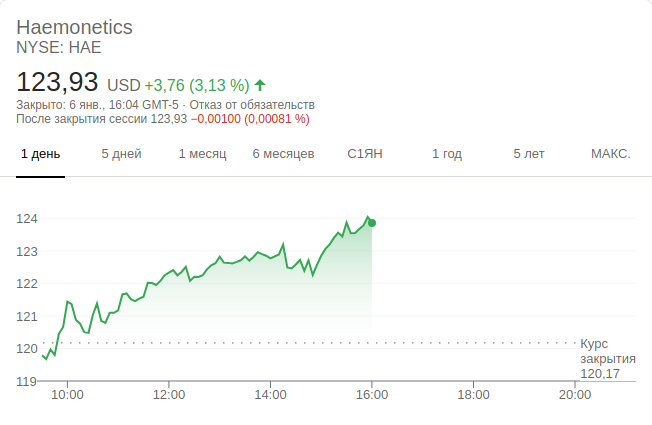 Haemonetics
NYSE: HAE
123,93 USD +3,76 (3,13 %)
Закрыто: 6 янв., 16:04 GMT-5 · Отказ от обязательств
После закрытия сессии 123,93 −0,00100 (0,00081 %)
1 день 5 дней 1 месяц 6 месяцев С1ЯН 1 год 5 лет МАКС.
124
123
122
121
120
119
Курс
закрытия
120,17
10:00 12:00 14:00 16:00 18:00 20:00